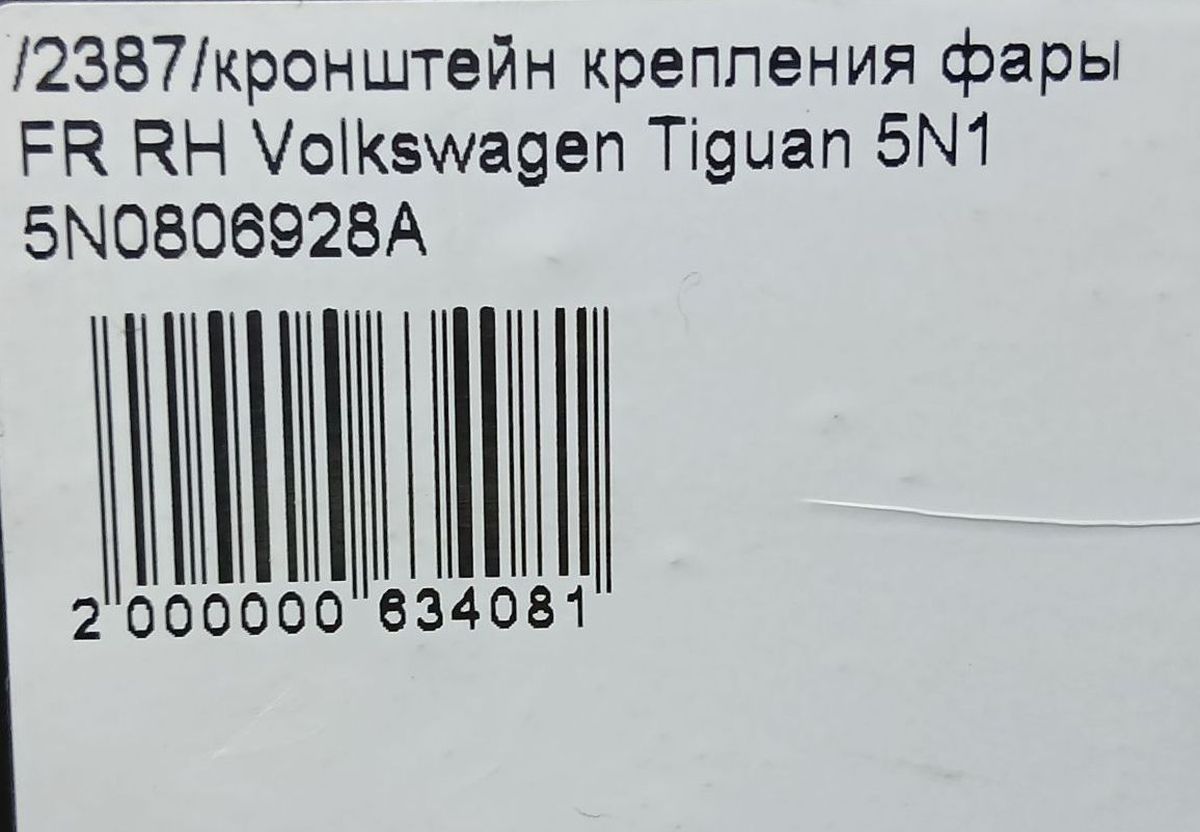 /2387/кронштейн крепления фары
FR RH Volkswagen Tiguan 5N1
5N0806928A
2 000000 634081